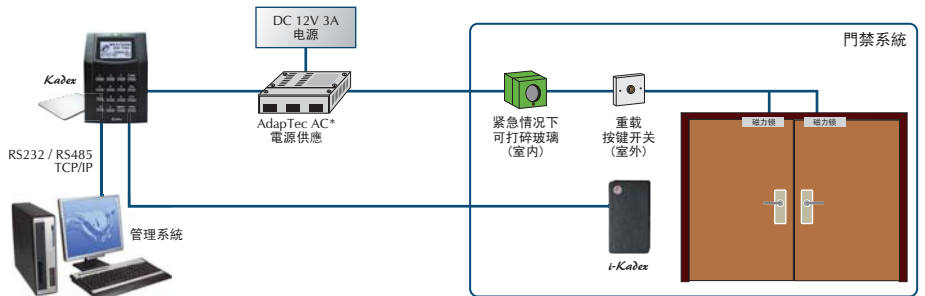 DC 12V 3A
电源
門禁系統
Kadex
AdapTec AC*
電源供應
紧急情况下
可打碎玻璃
(室内)
重载
按键开关
(室外)
磁力锁
磁力锁
RS232 / RS485
TCP/IP
管理系統
i-Kadex